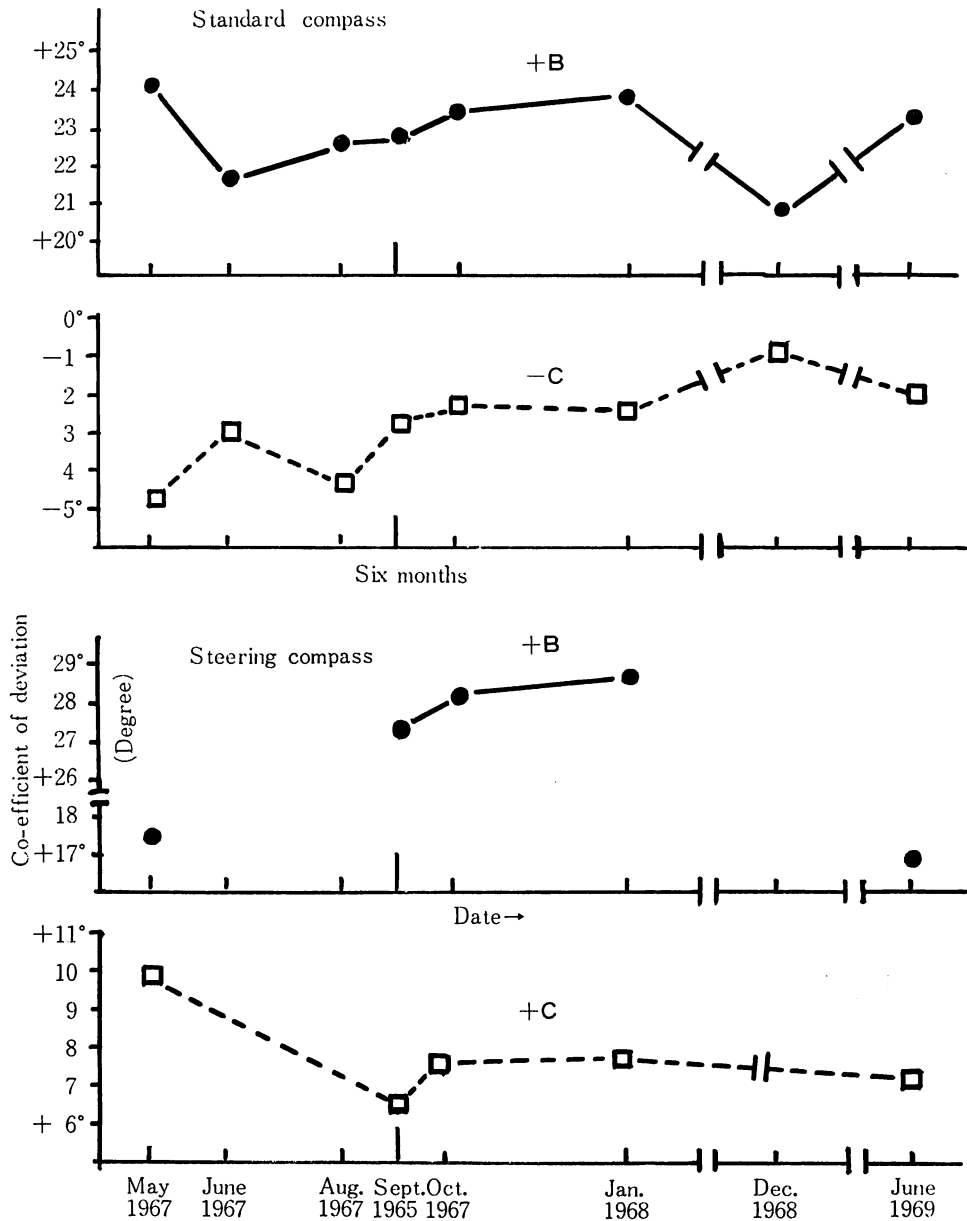 Standard compass
+B
+25°
24
23
22
21
+20°
0°
−1
2
3
4
−5°
−C
Six months
Co-efficient of deviation
(Degree)
Steering compass
+B
29°
28
27
+26
18
+17°
Date→
+11°
10
9
8
7
+ 6°
+C
May June Aug. Sept. Oct. Jan. Dec. June
1967 1967 1967 1965 1967 1968 1968 1969